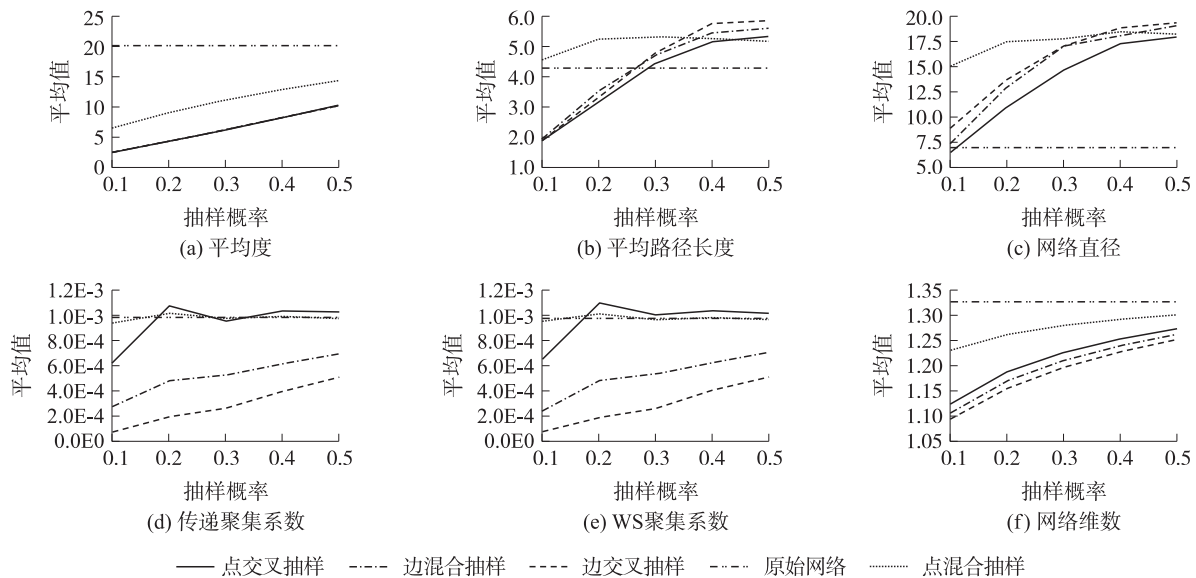 25
20
15
10
5
0
平均值
0.1 0.2 0.3 0.4 0.5
抽样概率
(a) 平均度
6.0
5.0
4.0
3.0
2.0
1.0
平均值
0.1 0.2 0.3 0.4 0.5
抽样概率
(b) 平均路径长度
20.0
17.5
15.0
12.5
10.0
7.5
5.0
平均值
0.1 0.2 0.3 0.4 0.5
抽样概率
(c) 网络直径
1.2E-3
1.0E-3
8.0E-4
6.0E-4
4.0E-4
2.0E-4
0.0E0
平均值
0.1 0.2 0.3 0.4 0.5
抽样概率
(d) 传递聚集系数
1.2E-3
1.0E-3
8.0E-4
6.0E-4
4.0E-4
2.0E-4
0.0E0
平均值
0.1 0.2 0.3 0.4 0.5
抽样概率
(e) WS聚集系数
1.35
1.30
1.25
1.20
1.15
1.10
1.05
平均值
0.1 0.2 0.3 0.4 0.5
抽样概率
(f) 网络维数
点交叉抽样 边混合抽样 边交叉抽样 原始网络 点混合抽样